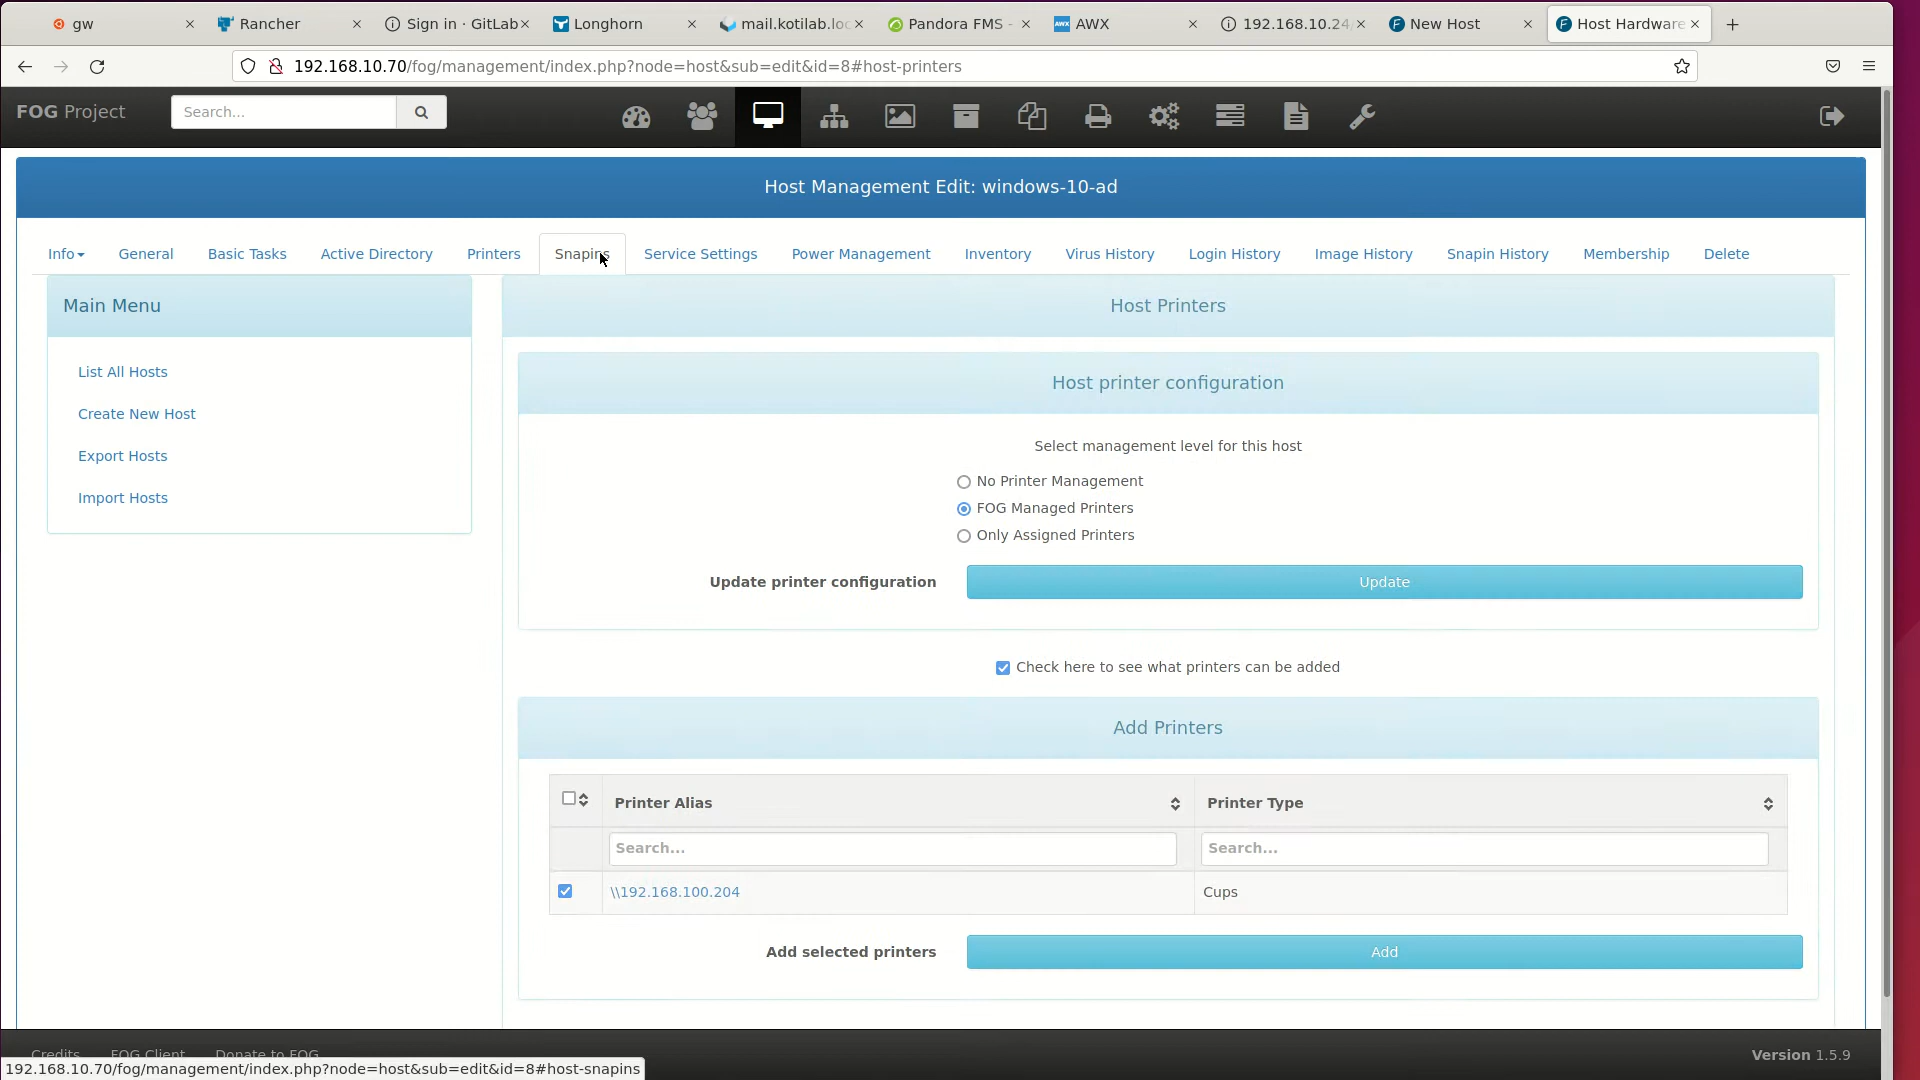 gw
Rancher
Sign in · GitLab
Longhorn
mail.kotilab.loc
Pandora FMS -
AWX
192.168.10.24
New Host
Host Hardware
192.168.10.70/fog/management/index.php?node=host&sub=edit&id=8#host-printers
FOG Project
Search...
Host Management Edit: windows-10-ad
Info
General
Basic Tasks
Active Directory
Printers
Snapins
Service Settings
Power Management
Inventory
Virus History
Login History
Image History
Snapin History
Membership
Delete
Main Menu
List All Hosts
Create New Host
Export Hosts
Import Hosts
Host Printers
Host printer configuration
Select management level for this host
No Printer Management
FOG Managed Printers
Only Assigned Printers
Update printer configuration
Update
Check here to see what printers can be added
Add Printers
Printer Alias
Printer Type
Search...
Search...
\\192.168.100.204
Cups
Add selected printers
Add
Credits
FOG Client
Donate to FOG
Version 1.5.9
192.168.10.70/fog/management/index.php?node=host&sub=edit&id=8#host-snapins